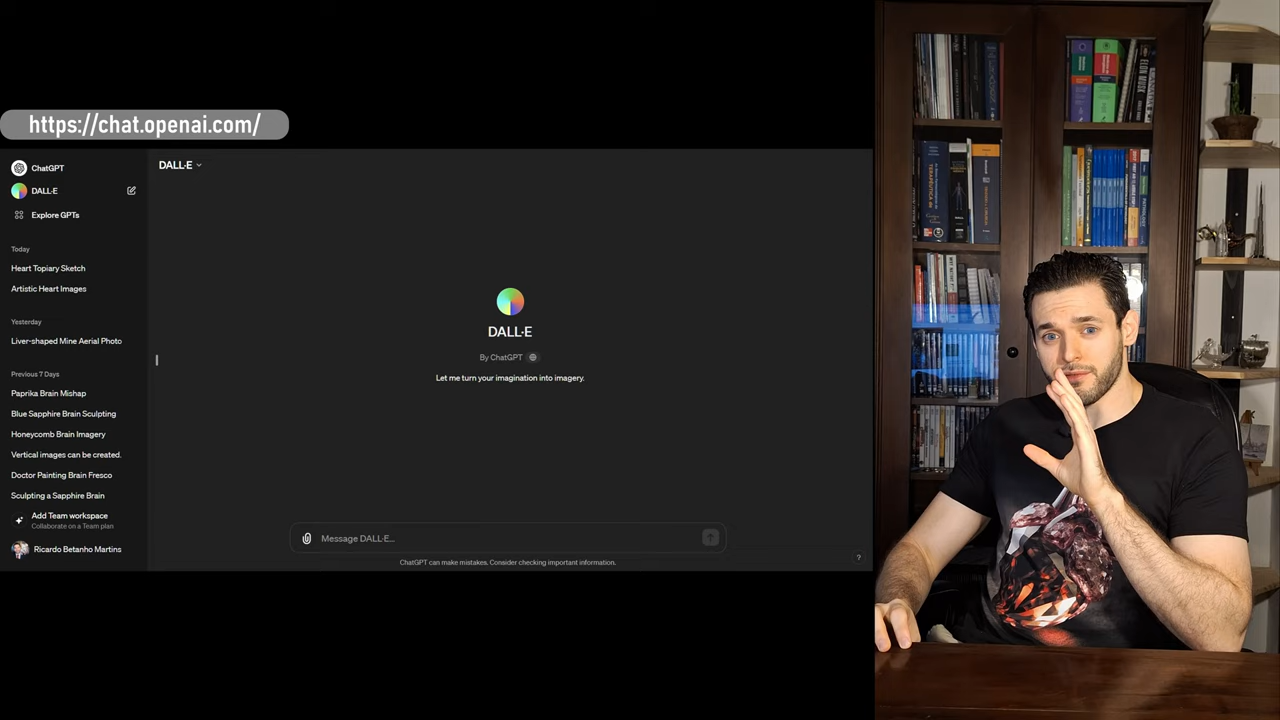 https://chat.openai.com/
ChatGPT
DALL·E
Explore GPTs
Today
Heart Topiary Sketch
Artistic Heart Images
Yesterday
Liver-shaped Mine Aerial Photo
Previous 7 Days
Paprika Brain Mishap
Blue Sapphire Brain Sculpting
Honeycomb Brain Imagery
Vertical images can be created.
Doctor Painting Brain Fresco
Sculpting a Sapphire Brain
Add Team workspace
Collaborate on a Team plan
Ricardo Betanho Martins
DALL·E
DALL·E
By ChatGPT
Let me turn your imagination into imagery.
Message DALL·E...
ChatGPT can make mistakes. Consider checking important information.
?
ELON MUSK